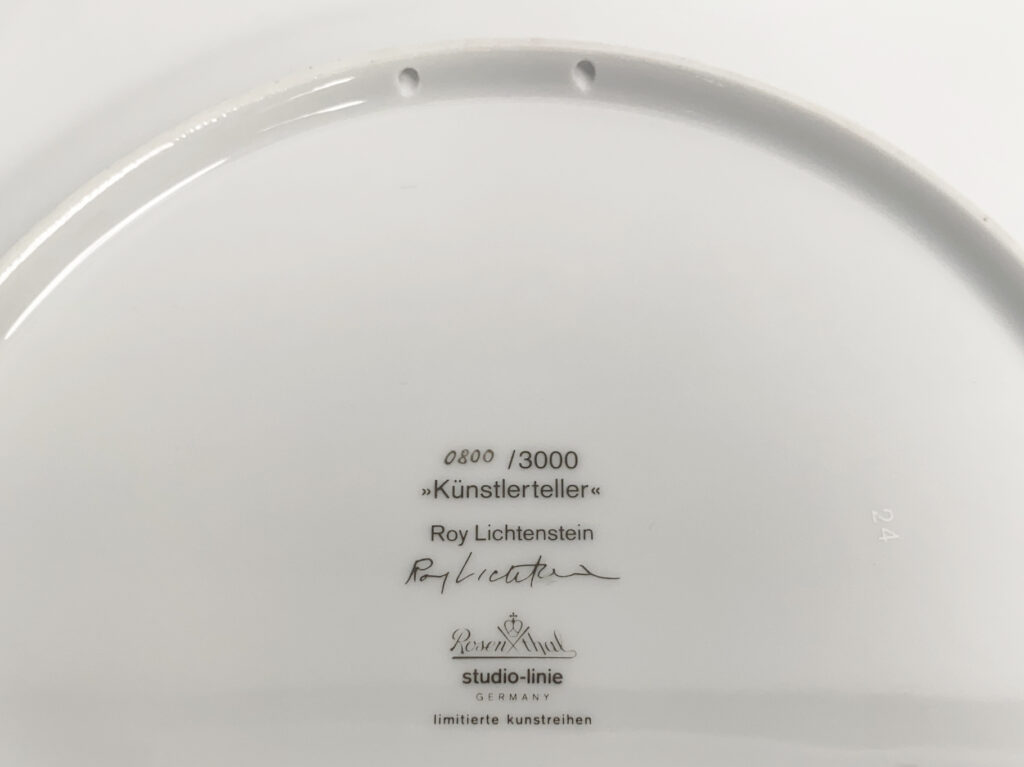 0800 /3000
»Künstlerteller«
Roy Lichtenstein
Roy Lichtenstein
Rosenthal
studio-linie
GERMANY
limitierte kunstreihen
24